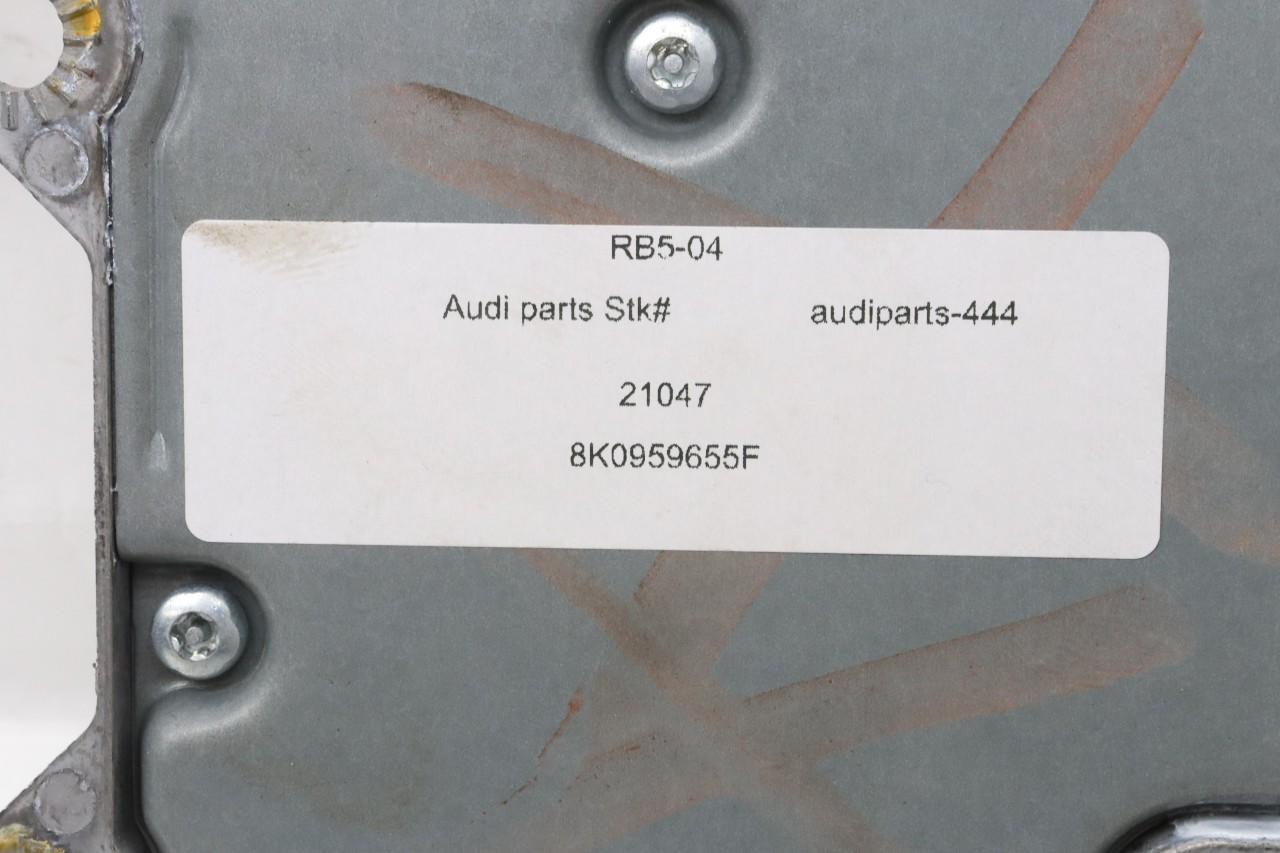 RB5-04
Audi parts Stk# audiparts-444
21047
8K0959655F